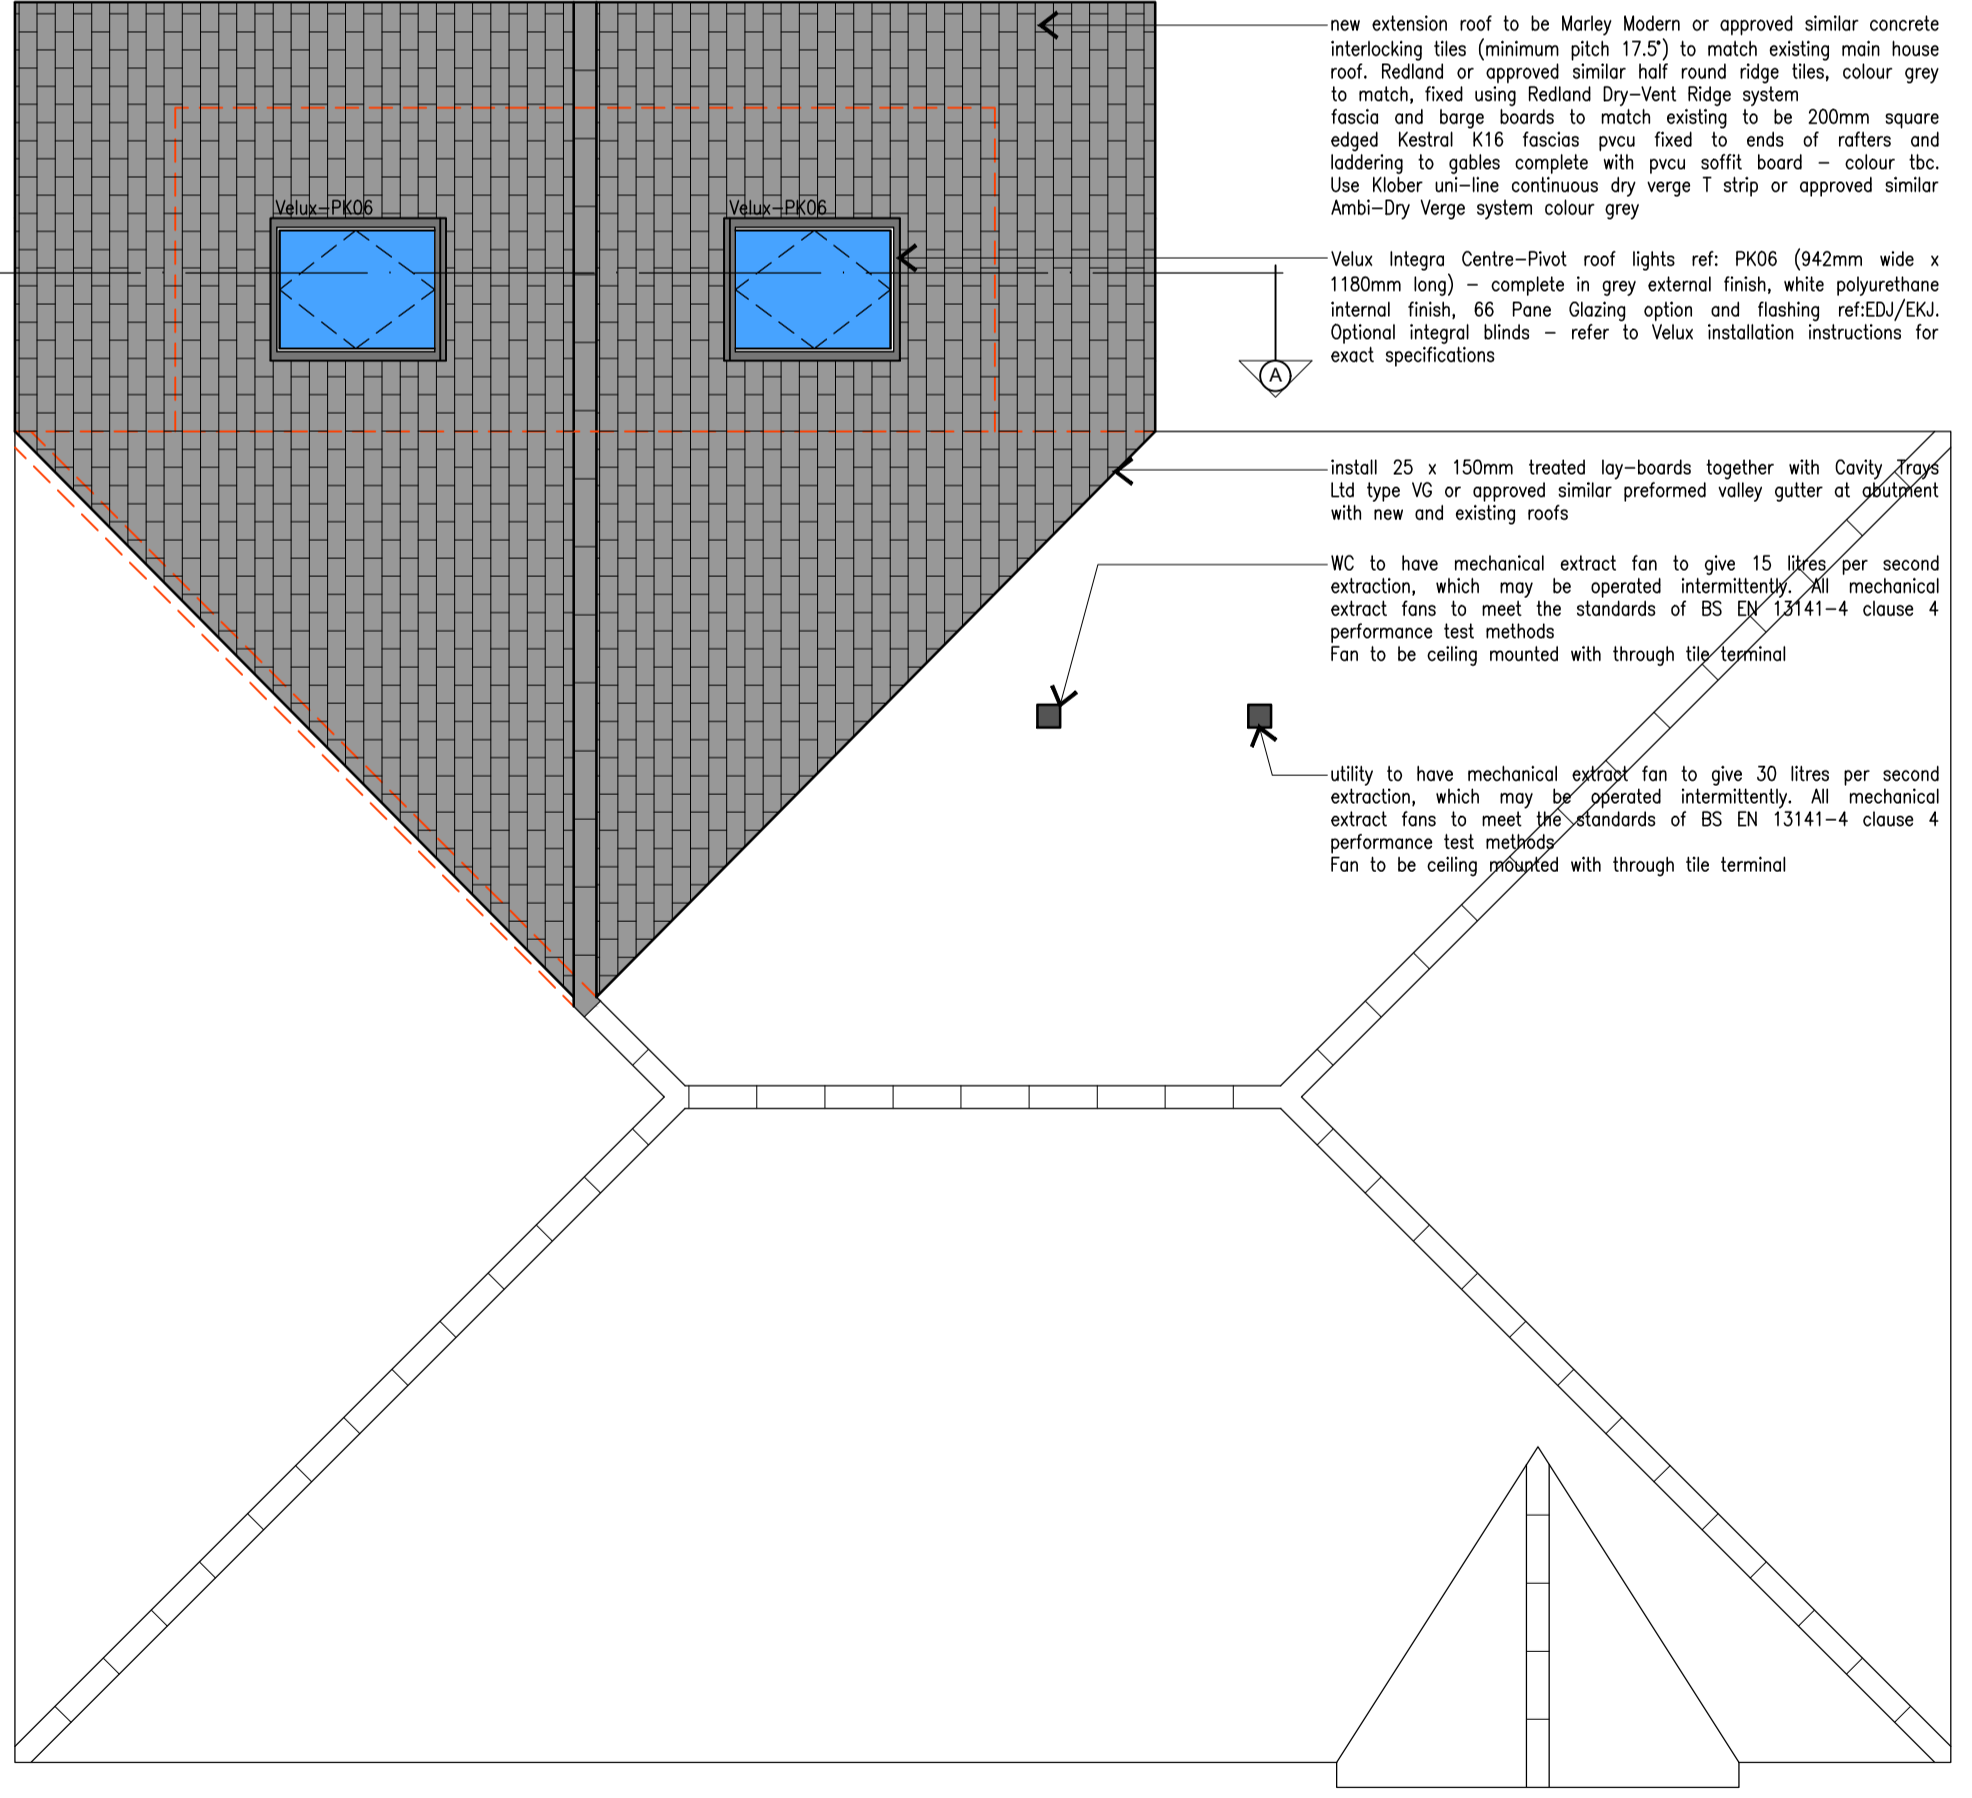 new extension roof to be Marley Modern or approved similar concrete
interlocking tiles (minimum pitch 17.5°) to match existing main house
roof. Redland or approved similar half round ridge tiles, colour grey
to match, fixed using Redland Dry-Vent Ridge system
fascia and barge boards to match existing to be 200mm square
edged Kestral K16 fascias pvcu fixed to ends of rafters and
laddering to gables complete with pvcu soffit board – colour tbc.
Use Klober uni-line continuous dry verge T strip or approved similar
Ambi-Dry Verge system colour grey
Velux-PK06
Velux-PK06
Velux Integra Centre-Pivot roof lights ref: PK06 (942mm wide x
1180mm long) – complete in grey external finish, white polyurethane
internal finish, 66 Pane Glazing option and flashing ref:EDJ/EKJ.
Optional integral blinds – refer to Velux installation instructions for
exact specifications
A
install 25 x 150mm treated lay-boards together with Cavity Trays
Ltd type VG or approved similar preformed valley gutter at abutment
with new and existing roofs
WC to have mechanical extract fan to give 15 litres per second
extraction, which may be operated intermittently. All mechanical
extract fans to meet the standards of BS EN 13141-4 clause 4
performance test methods
Fan to be ceiling mounted with through tile terminal
utility to have mechanical extract fan to give 30 litres per second
extraction, which may be operated intermittently. All mechanical
extract fans to meet the standards of BS EN 13141-4 clause 4
performance test methods
Fan to be ceiling mounted with through tile terminal